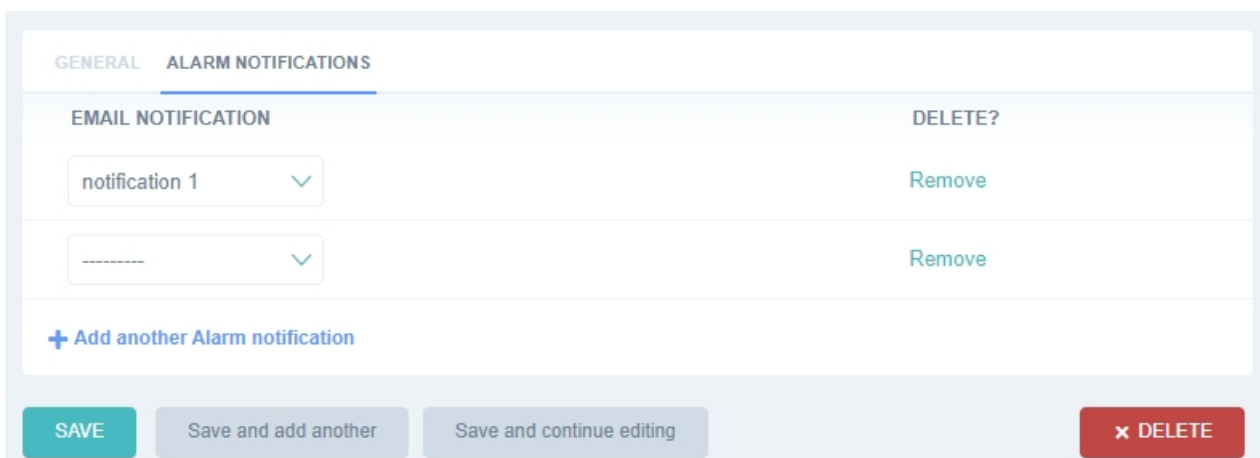 GENERAL ALARM NOTIFICATIONS
EMAIL NOTIFICATION DELETE?
notification 1 Remove
--------- Remove
+ Add another Alarm notification
SAVE Save and add another Save and continue editing × DELETE